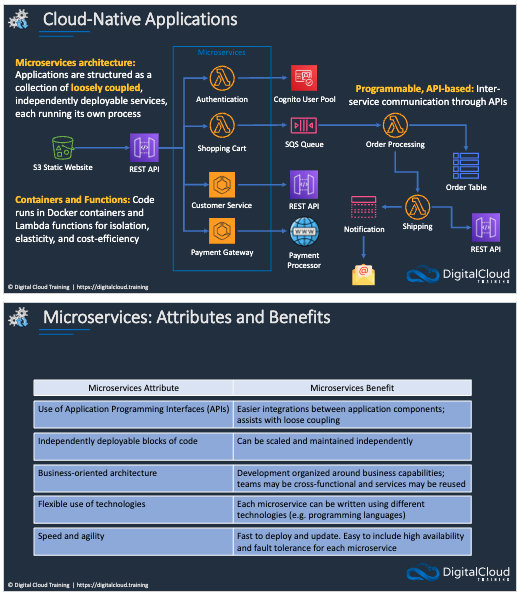 Cloud-Native Applications
Microservices architecture:
Applications are structured as a
collection of loosely coupled,
independently deployable services,
each running its own process
Microservices
Authentication
Cognito User Pool
Programmable, API-based: Inter-
service communication through APIs
S3 Static Website
REST API
Shopping Cart
SQS Queue
Order Processing
Order Table
Containers and Functions: Code
runs in Docker containers and
Lambda functions for isolation,
elasticity, and cost-efficiency
Customer Service
REST API
Notification
Shipping
REST API
Payment Gateway
Payment
Processor
WWW
@
DigitalCloud
TRAINING
© Digital Cloud Training | https://digitalcloud.training
Microservices: Attributes and Benefits
Microservices Attribute
Microservices Benefit
Use of Application Programming Interfaces (APIs)
Easier integrations between application components;
assists with loose coupling
Independently deployable blocks of code
Can be scaled and maintained independently
Business-oriented architecture
Development organized around business capabilities;
teams may be cross-functional and services may be reused
Flexible use of technologies
Each microservice can be written using different
technologies (e.g. programming languages)
Speed and agility
Fast to deploy and update. Easy to include high availability
and fault tolerance for each microservice
DigitalCloud
TRAINING
© Digital Cloud Training | https://digitalcloud.training